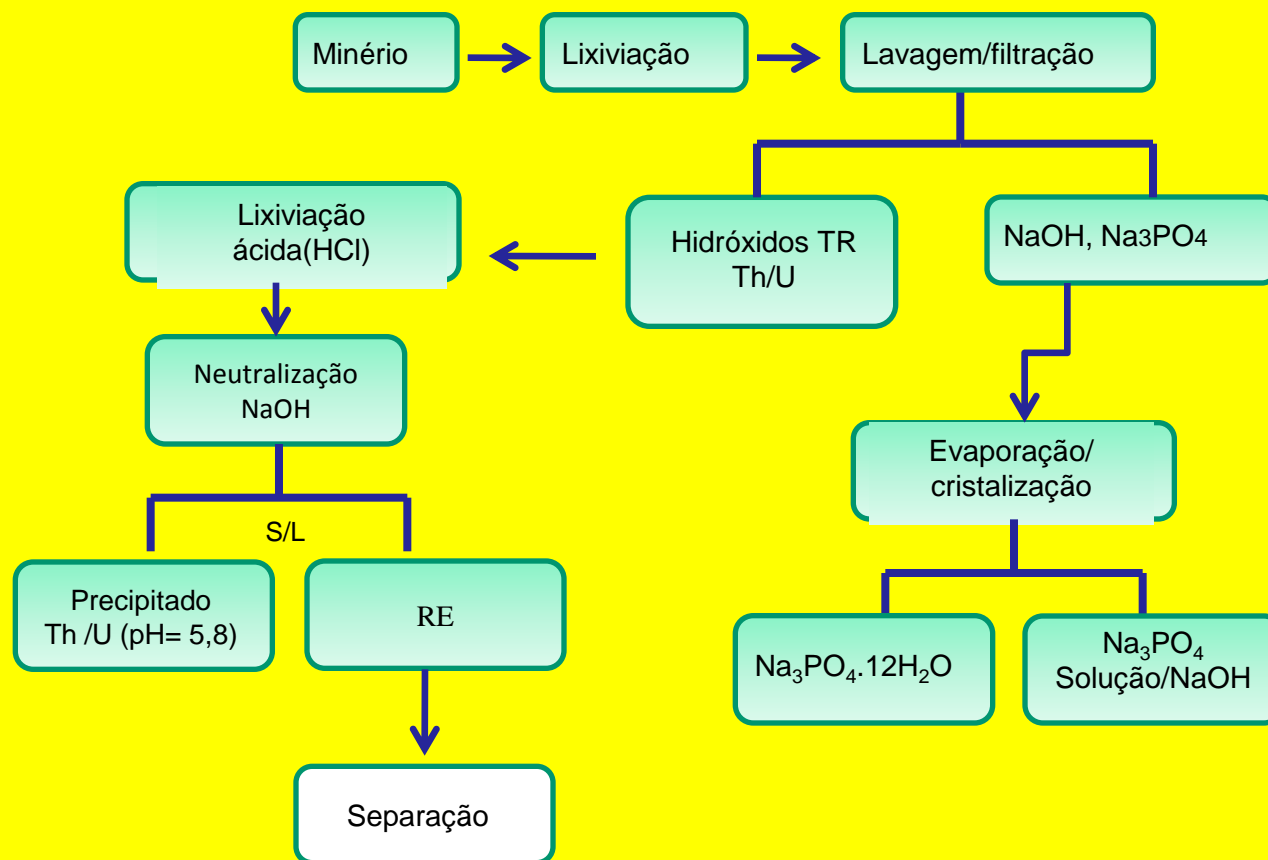 Minério
Lixiviação
Lavagem/filtração
Lixiviação
ácida(HCl)
Hidróxidos TR
Th/U
NaOH, Na3PO4
Neutralização
NaOH
Evaporação/
cristalização
S/L
Precipitado
Th /U (pH= 5,8)
RE
Na₃PO₄.12H₂O
Na₃PO₄
Solução/NaOH
Separação